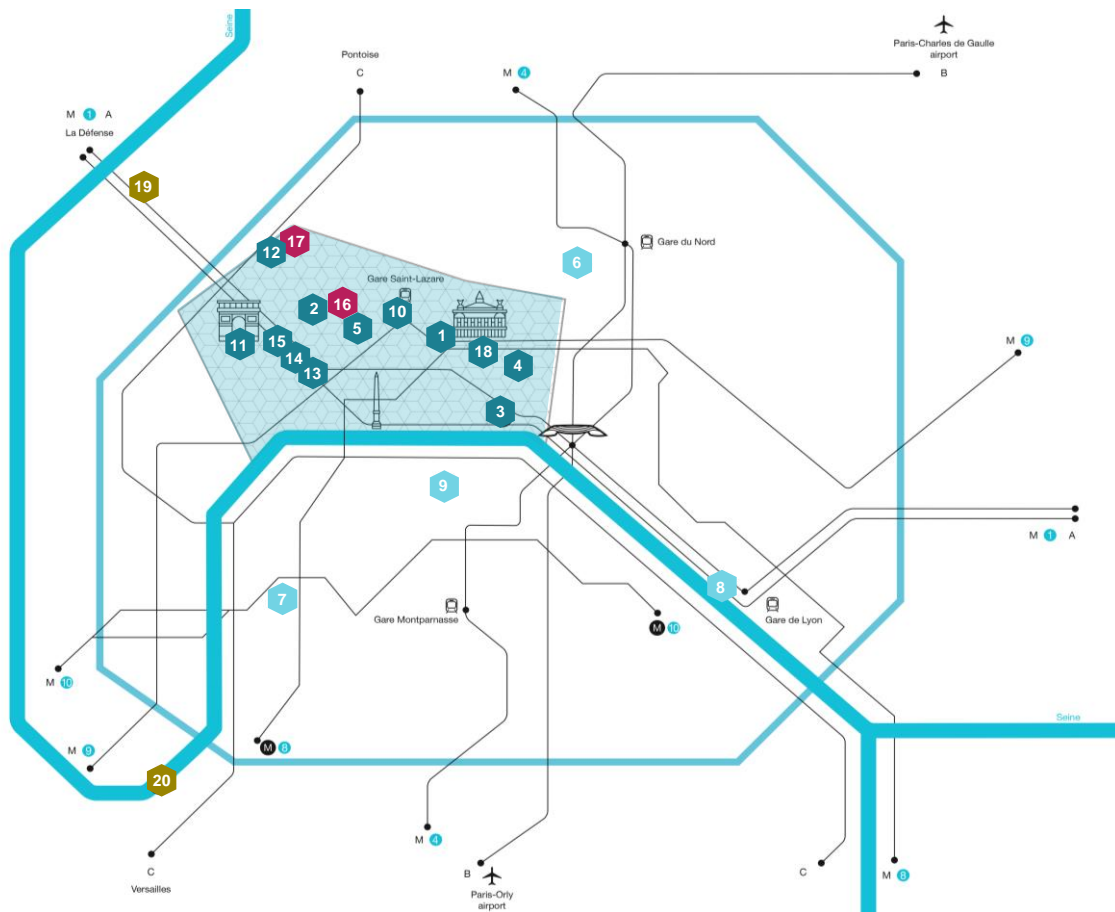 Seine
Paris-Charles de Gaulle
airport
B
Pontoise
C
M 4
M 1 A
La Défense
19
17
12
6
Gare du Nord
Gare Saint-Lazare
16
2
10
5
1
15
11
14
18
4
13
M 9
3
9
M 1 A
8
7
Gare Montparnasse
Gare de Lyon
M 10
M 10
Seine
M 9
M 8
20
M 4
C
Versailles
B
Paris-Orly
airport
C
M 8